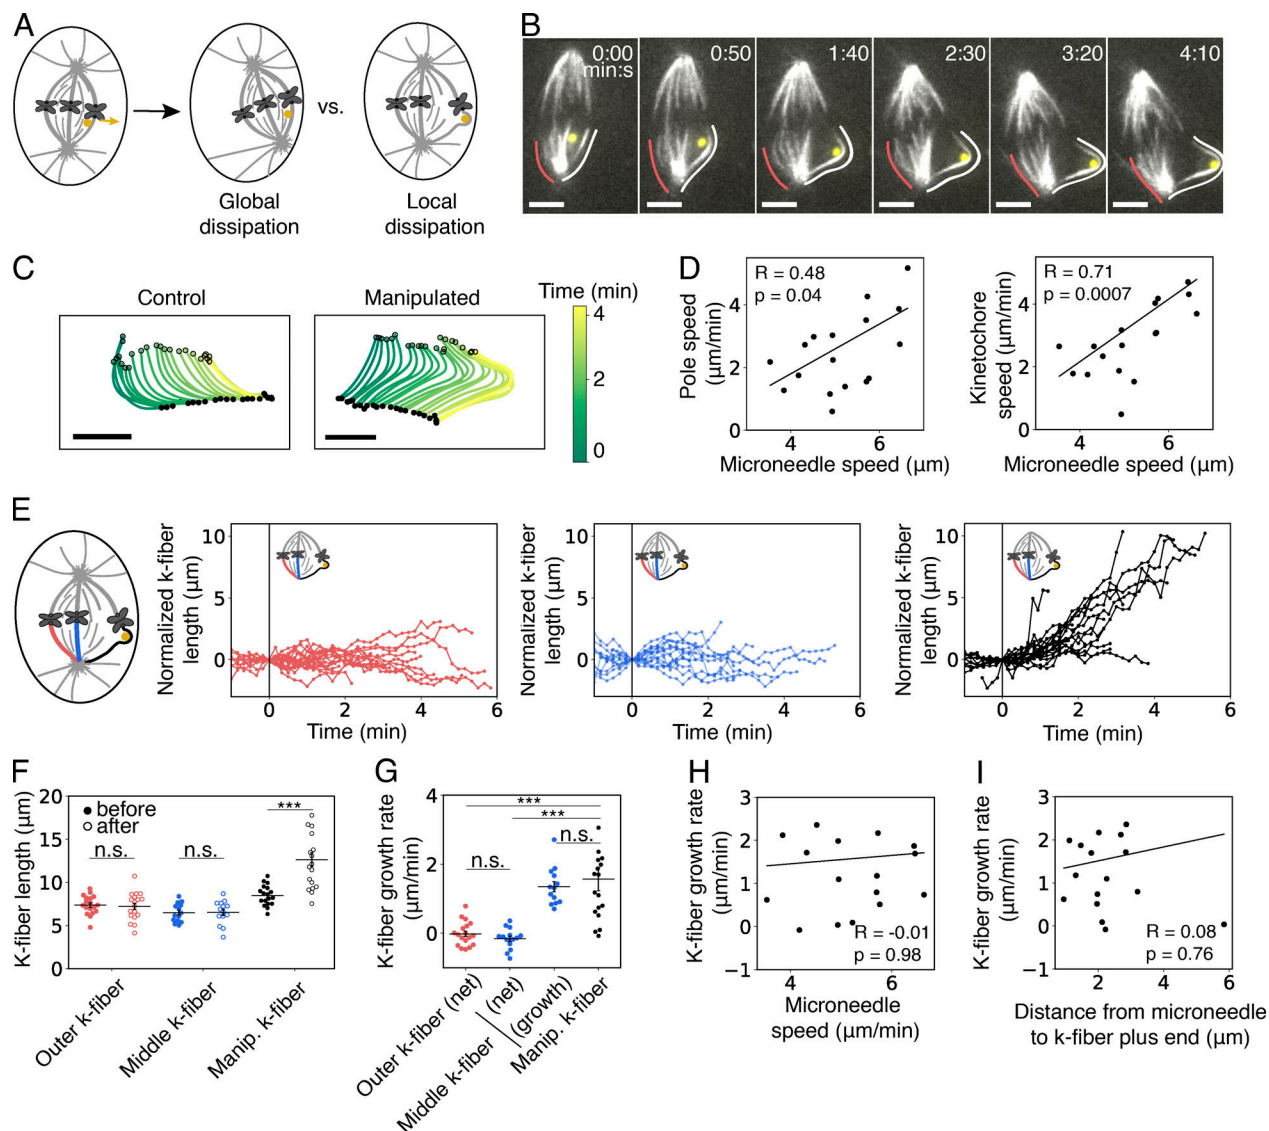 A
Global
dissipation
vs.
Local
dissipation
B
0:00
min:s
0:50
1:40
2:30
3:20
4:10
C
Control
Manipulated
Time (min)
4
2
0
D
Pole speed
(μm/min)
R = 0.48
p = 0.04
4
2
0
4
6
Microneedle speed (μm)
Kinetochore
speed (μm/min)
R = 0.71
p = 0.0007
4
2
0
4
6
Microneedle speed (μm)
E
Normalized k-fiber
length (μm)
10
5
0
0
2
4
6
Time (min)
Normalized k-fiber
length (μm)
10
5
0
0
2
4
6
Time (min)
Normalized k-fiber
length (μm)
10
5
0
0
2
4
6
Time (min)
F
K-fiber length (μm)
20
15
10
5
0
before
after
n.s.
n.s.
***
Outer k-fiber
Middle k-fiber
Manip. k-fiber
G
K-fiber growth rate
(μm/min)
4
2
0
***
***
n.s.
n.s.
Outer k-fiber (net)
Middle k-fiber
(net)
(growth)
Manip. k-fiber
H
K-fiber growth rate
(μm/min)
3
2
1
0
−1
R = -0.01
p = 0.98
4
6
Microneedle
speed (μm/min)
I
K-fiber growth rate
(μm/min)
3
2
1
0
−1
R = 0.08
p = 0.76
2
4
6
Distance from microneedle
to k-fiber plus end (μm)